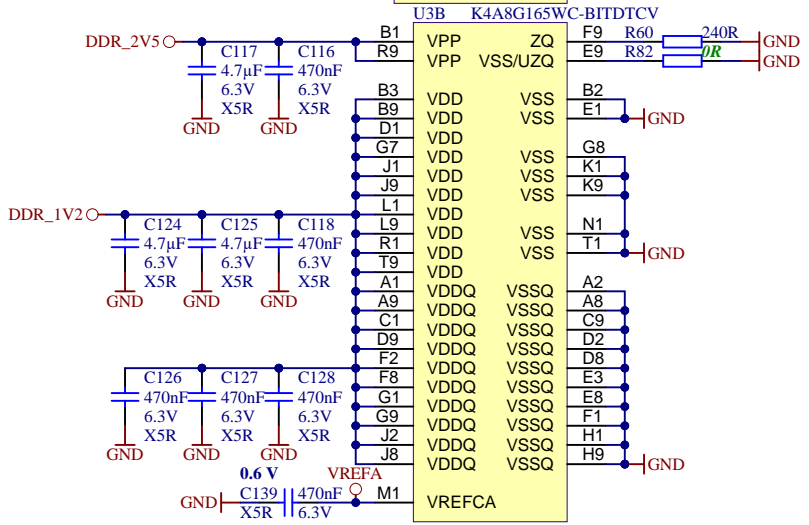 U3B K4A8G165WC-BITDTCV
DDR_2V5
C117
4.7µF
6.3V
X5R
GND
C116
470nF
6.3V
X5R
GND
B1 VPP
R9 VPP
ZQ F9 R60 240R GND
VSS/UZQ E9 R82 0R GND
B3 VDD
B9 VDD
D1 VDD
G7 VDD
J1 VDD
J9 VDD
L1 VDD
L9 VDD
R1 VDD
T9 VDD
VSS B2
VSS E1
GND
VSS G8
VSS K1
VSS K9
VSS N1
VSS T1
GND
DDR_1V2
C124
4.7µF
6.3V
X5R
GND
C125
4.7µF
6.3V
X5R
GND
C118
470nF
6.3V
X5R
GND
A1 VDDQ
A9 VDDQ
C1 VDDQ
D9 VDDQ
F2 VDDQ
F8 VDDQ
G1 VDDQ
G9 VDDQ
J2 VDDQ
J8 VDDQ
VSSQ A2
VSSQ A8
VSSQ C9
VSSQ D2
VSSQ D8
VSSQ E3
VSSQ E8
VSSQ F1
VSSQ H1
VSSQ H9
GND
C126
470nF
6.3V
X5R
GND
C127
470nF
6.3V
X5R
GND
C128
470nF
6.3V
X5R
GND
0.6 V
VREFA
GND
C139 470nF
X5R 6.3V
M1 VREFCA